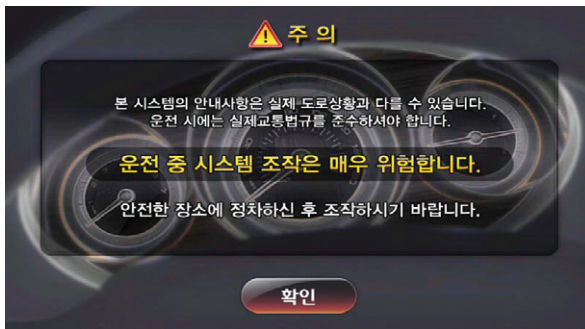 주 의
본 시스템의 안내사항은 실제 도로상황과 다를 수 있습니다.
운전 시에는 실제교통법규를 준수하셔야 합니다.
운전 중 시스템 조작은 매우 위험합니다.
안전한 장소에 정차하신 후 조작하시기 바랍니다.
확인